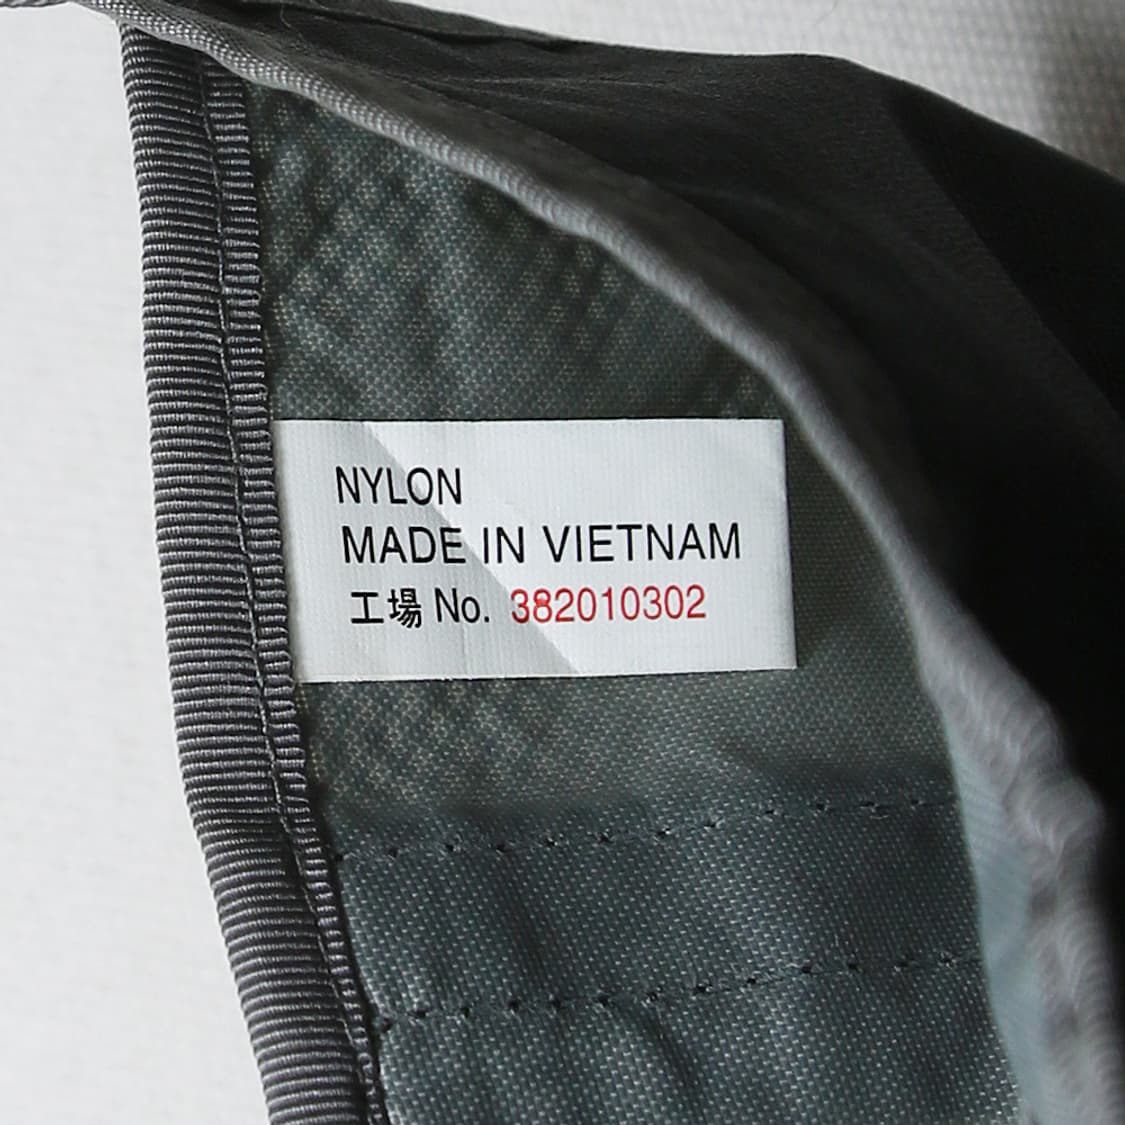 NYLON
MADE IN VIETNAM
工場 No. 382010302